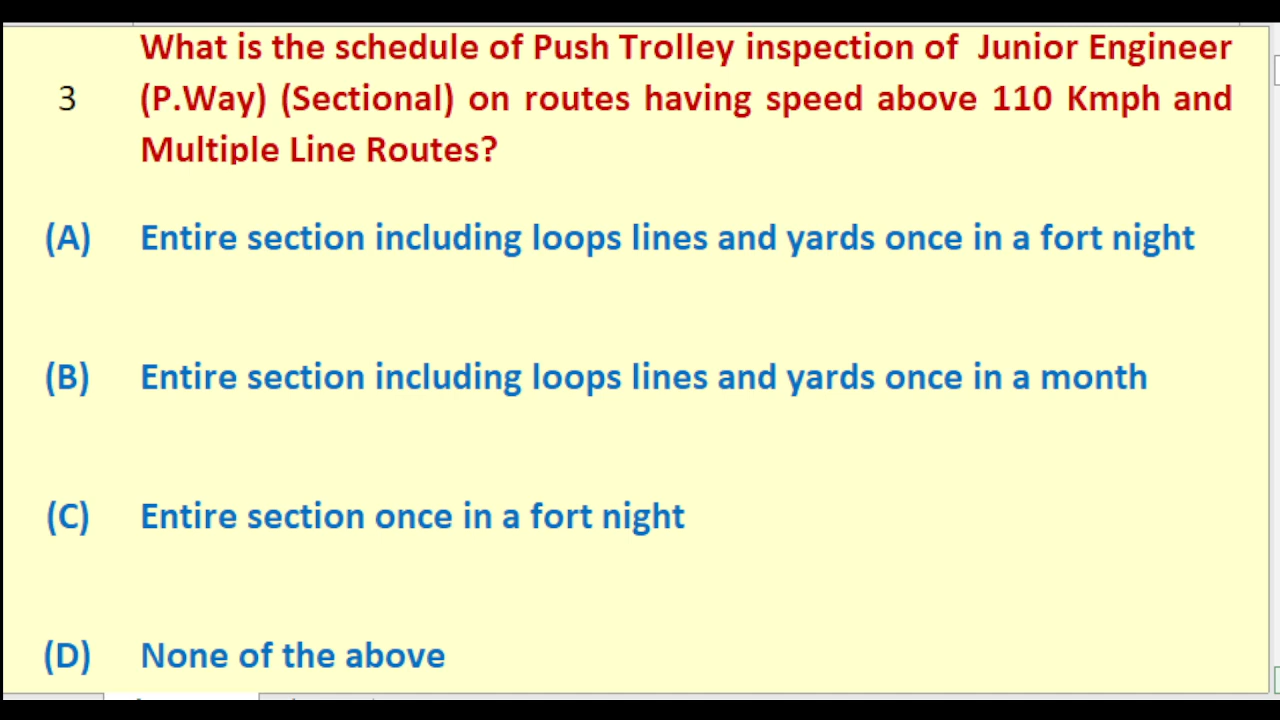 What is the schedule of Push Trolley inspection of Junior Engineer
3 (P.Way) (Sectional) on routes having speed above 110 Kmph and
Multiple Line Routes?
(A) Entire section including loops lines and yards once in a fort night
(B) Entire section including loops lines and yards once in a month
(C) Entire section once in a fort night
(D) None of the above